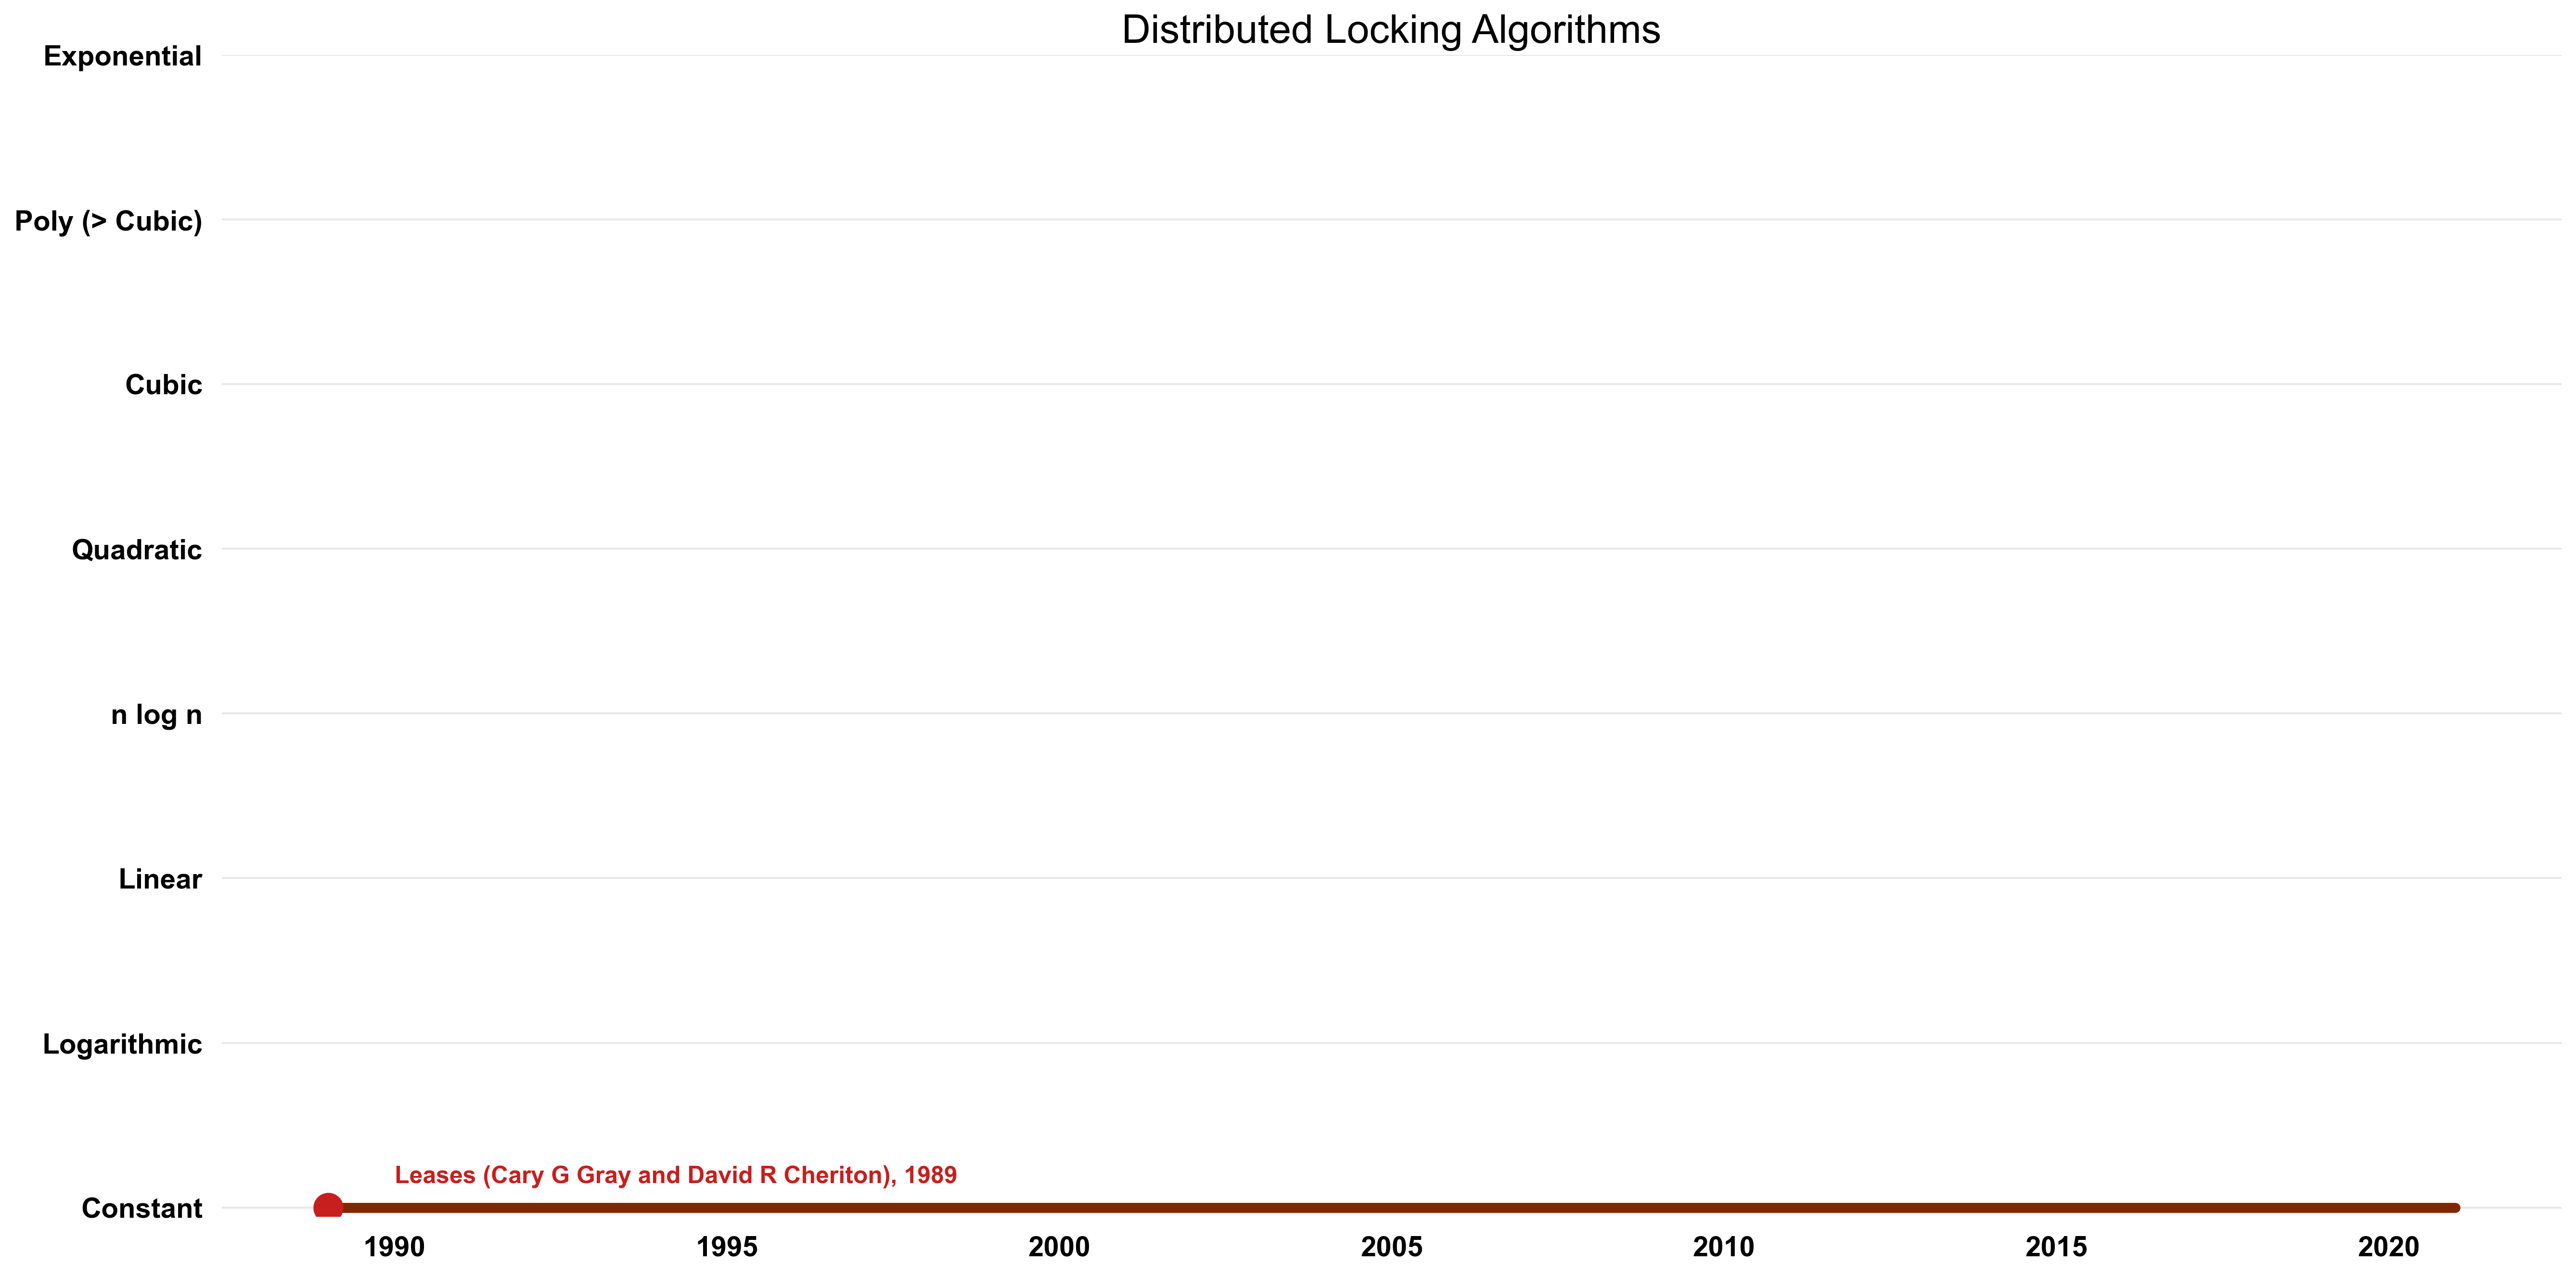 Distributed Locking Algorithms
Exponential
Poly (> Cubic)
Cubic
Quadratic
n log n
Linear
Logarithmic
Leases (Cary G Gray and David R Cheriton), 1989
Constant
1990 1995 2000 2005 2010 2015 2020